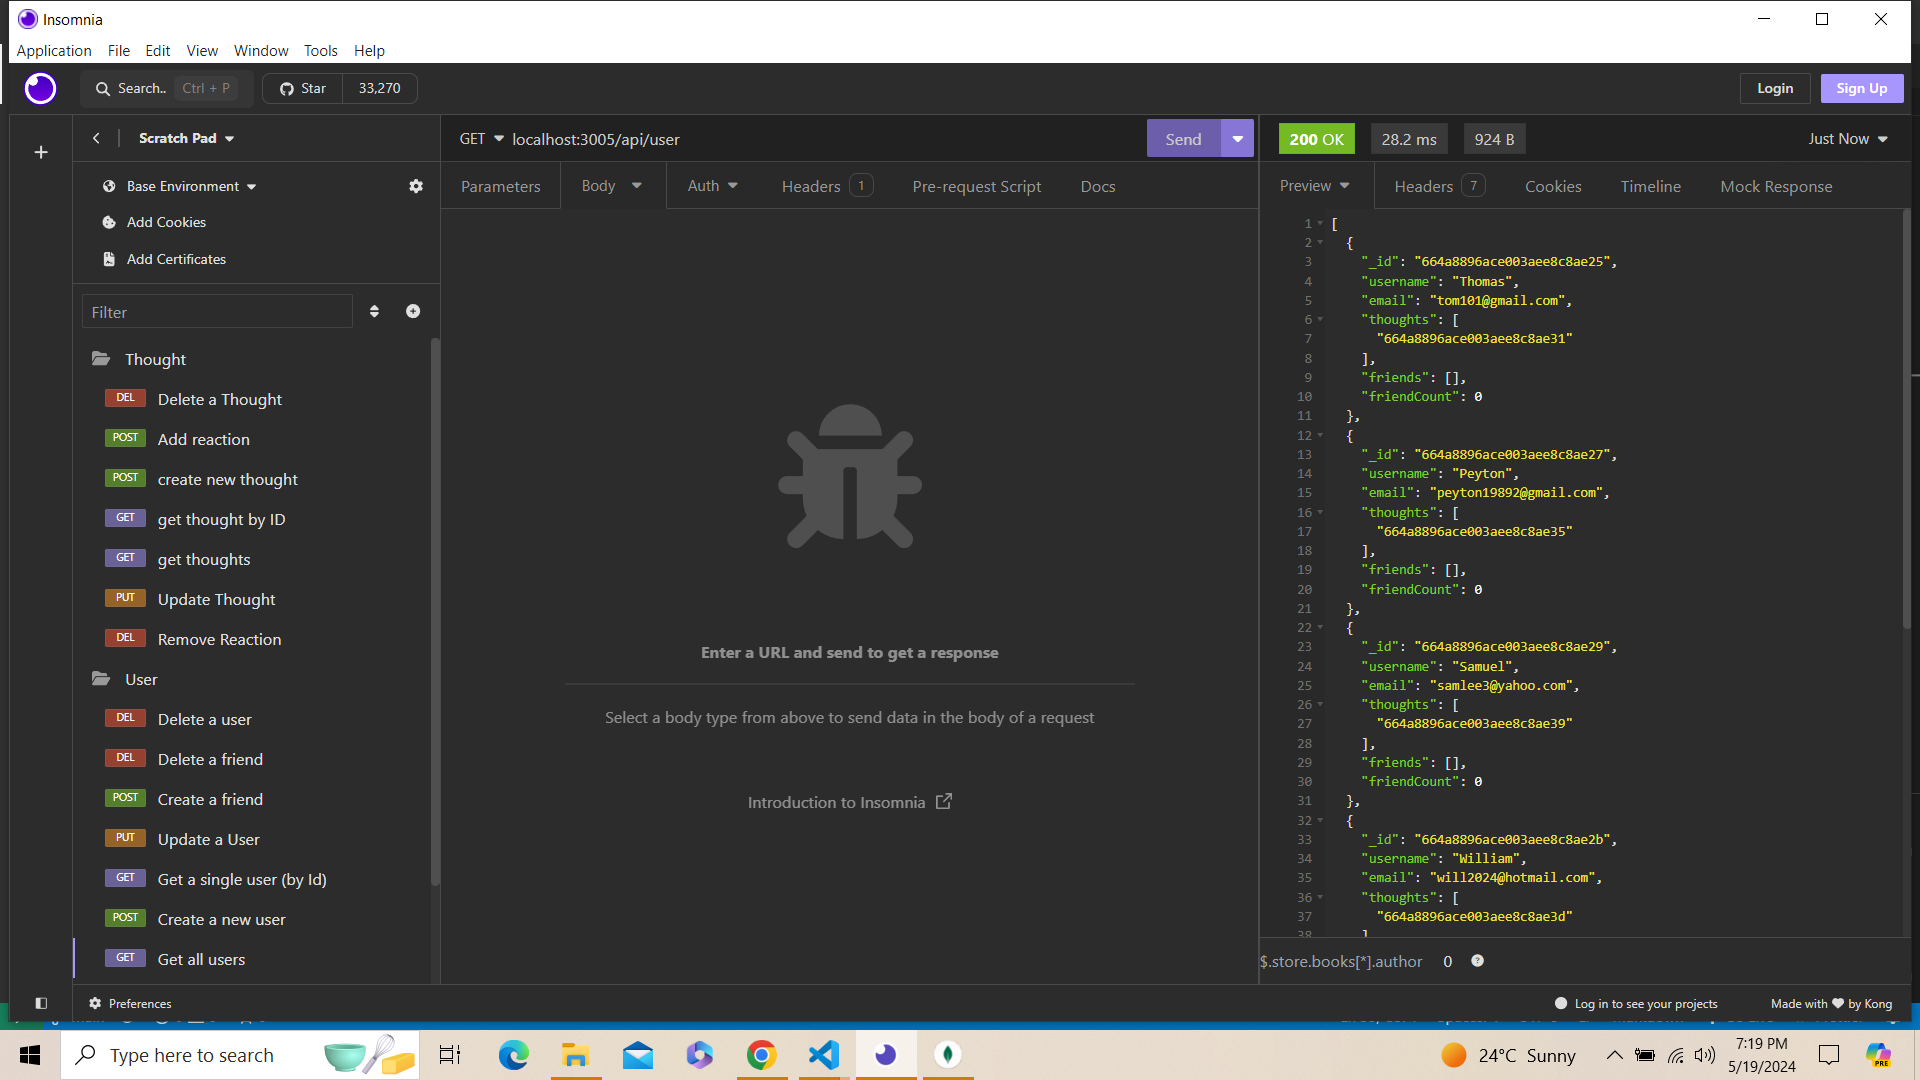 Insomnia
Application File Edit View Window Tools Help
Search.. Ctrl + P
Star 33,270
Login
Sign Up
Scratch Pad
GET localhost:3005/api/user
Send
200 OK
28.2 ms
924 B
Just Now
Base Environment
Add Cookies
Add Certificates
Parameters Body Auth Headers 1 Pre-request Script Docs
Preview Headers 7 Cookies Timeline Mock Response
Filter
Thought
DEL Delete a Thought
POST Add reaction
POST create new thought
GET get thought by ID
GET get thoughts
PUT Update Thought
DEL Remove Reaction
User
DEL Delete a user
DEL Delete a friend
POST Create a friend
PUT Update a User
GET Get a single user (by Id)
POST Create a new user
GET Get all users
Enter a URL and send to get a response
Select a body type from above to send data in the body of a request
Introduction to Insomnia
1 [
2 {
3 "_id": "664a8896ace003aee8c8ae25",
4 "username": "Thomas",
5 "email": "tom101@gmail.com",
6 "thoughts": [
7 "664a8896ace003aee8c8ae31"
8 ],
9 "friends": [],
10 "friendCount": 0
11 },
12 {
13 "_id": "664a8896ace003aee8c8ae27",
14 "username": "Peyton",
15 "email": "peyton19892@gmail.com",
16 "thoughts": [
17 "664a8896ace003aee8c8ae35"
18 ],
19 "friends": [],
20 "friendCount": 0
21 },
22 {
23 "_id": "664a8896ace003aee8c8ae29",
24 "username": "Samuel",
25 "email": "samlee3@yahoo.com",
26 "thoughts": [
27 "664a8896ace003aee8c8ae39"
28 ],
29 "friends": [],
30 "friendCount": 0
31 },
32 {
33 "_id": "664a8896ace003aee8c8ae2b",
34 "username": "William",
35 "email": "will2024@hotmail.com",
36 "thoughts": [
37 "664a8896ace003aee8c8ae3d"
38 ]
$.store.books[*].author 0
Preferences
Log in to see your projects
Made with ♥ by Kong
Type here to search
24°C Sunny
7:19 PM
5/19/2024
PRE